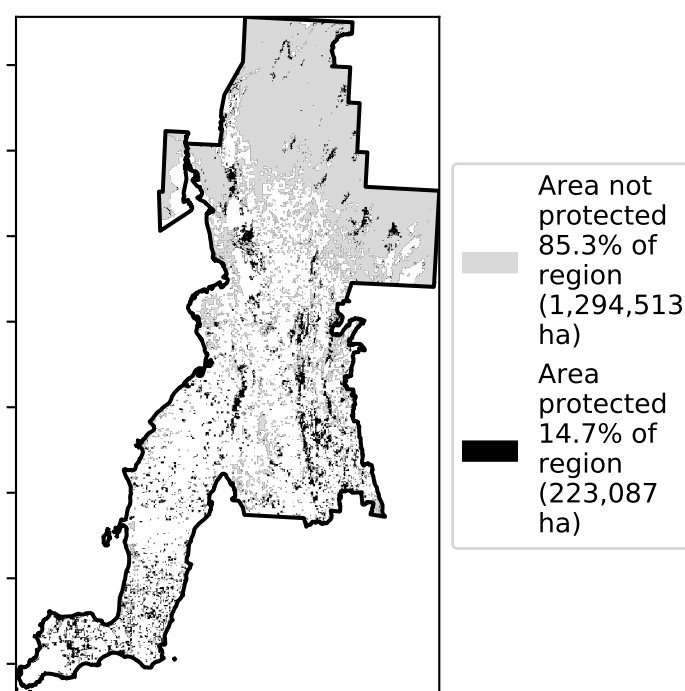 Area not
protected
85.3% of
region
(1,294,513
ha)
Area
protected
14.7% of
region
(223,087
ha)